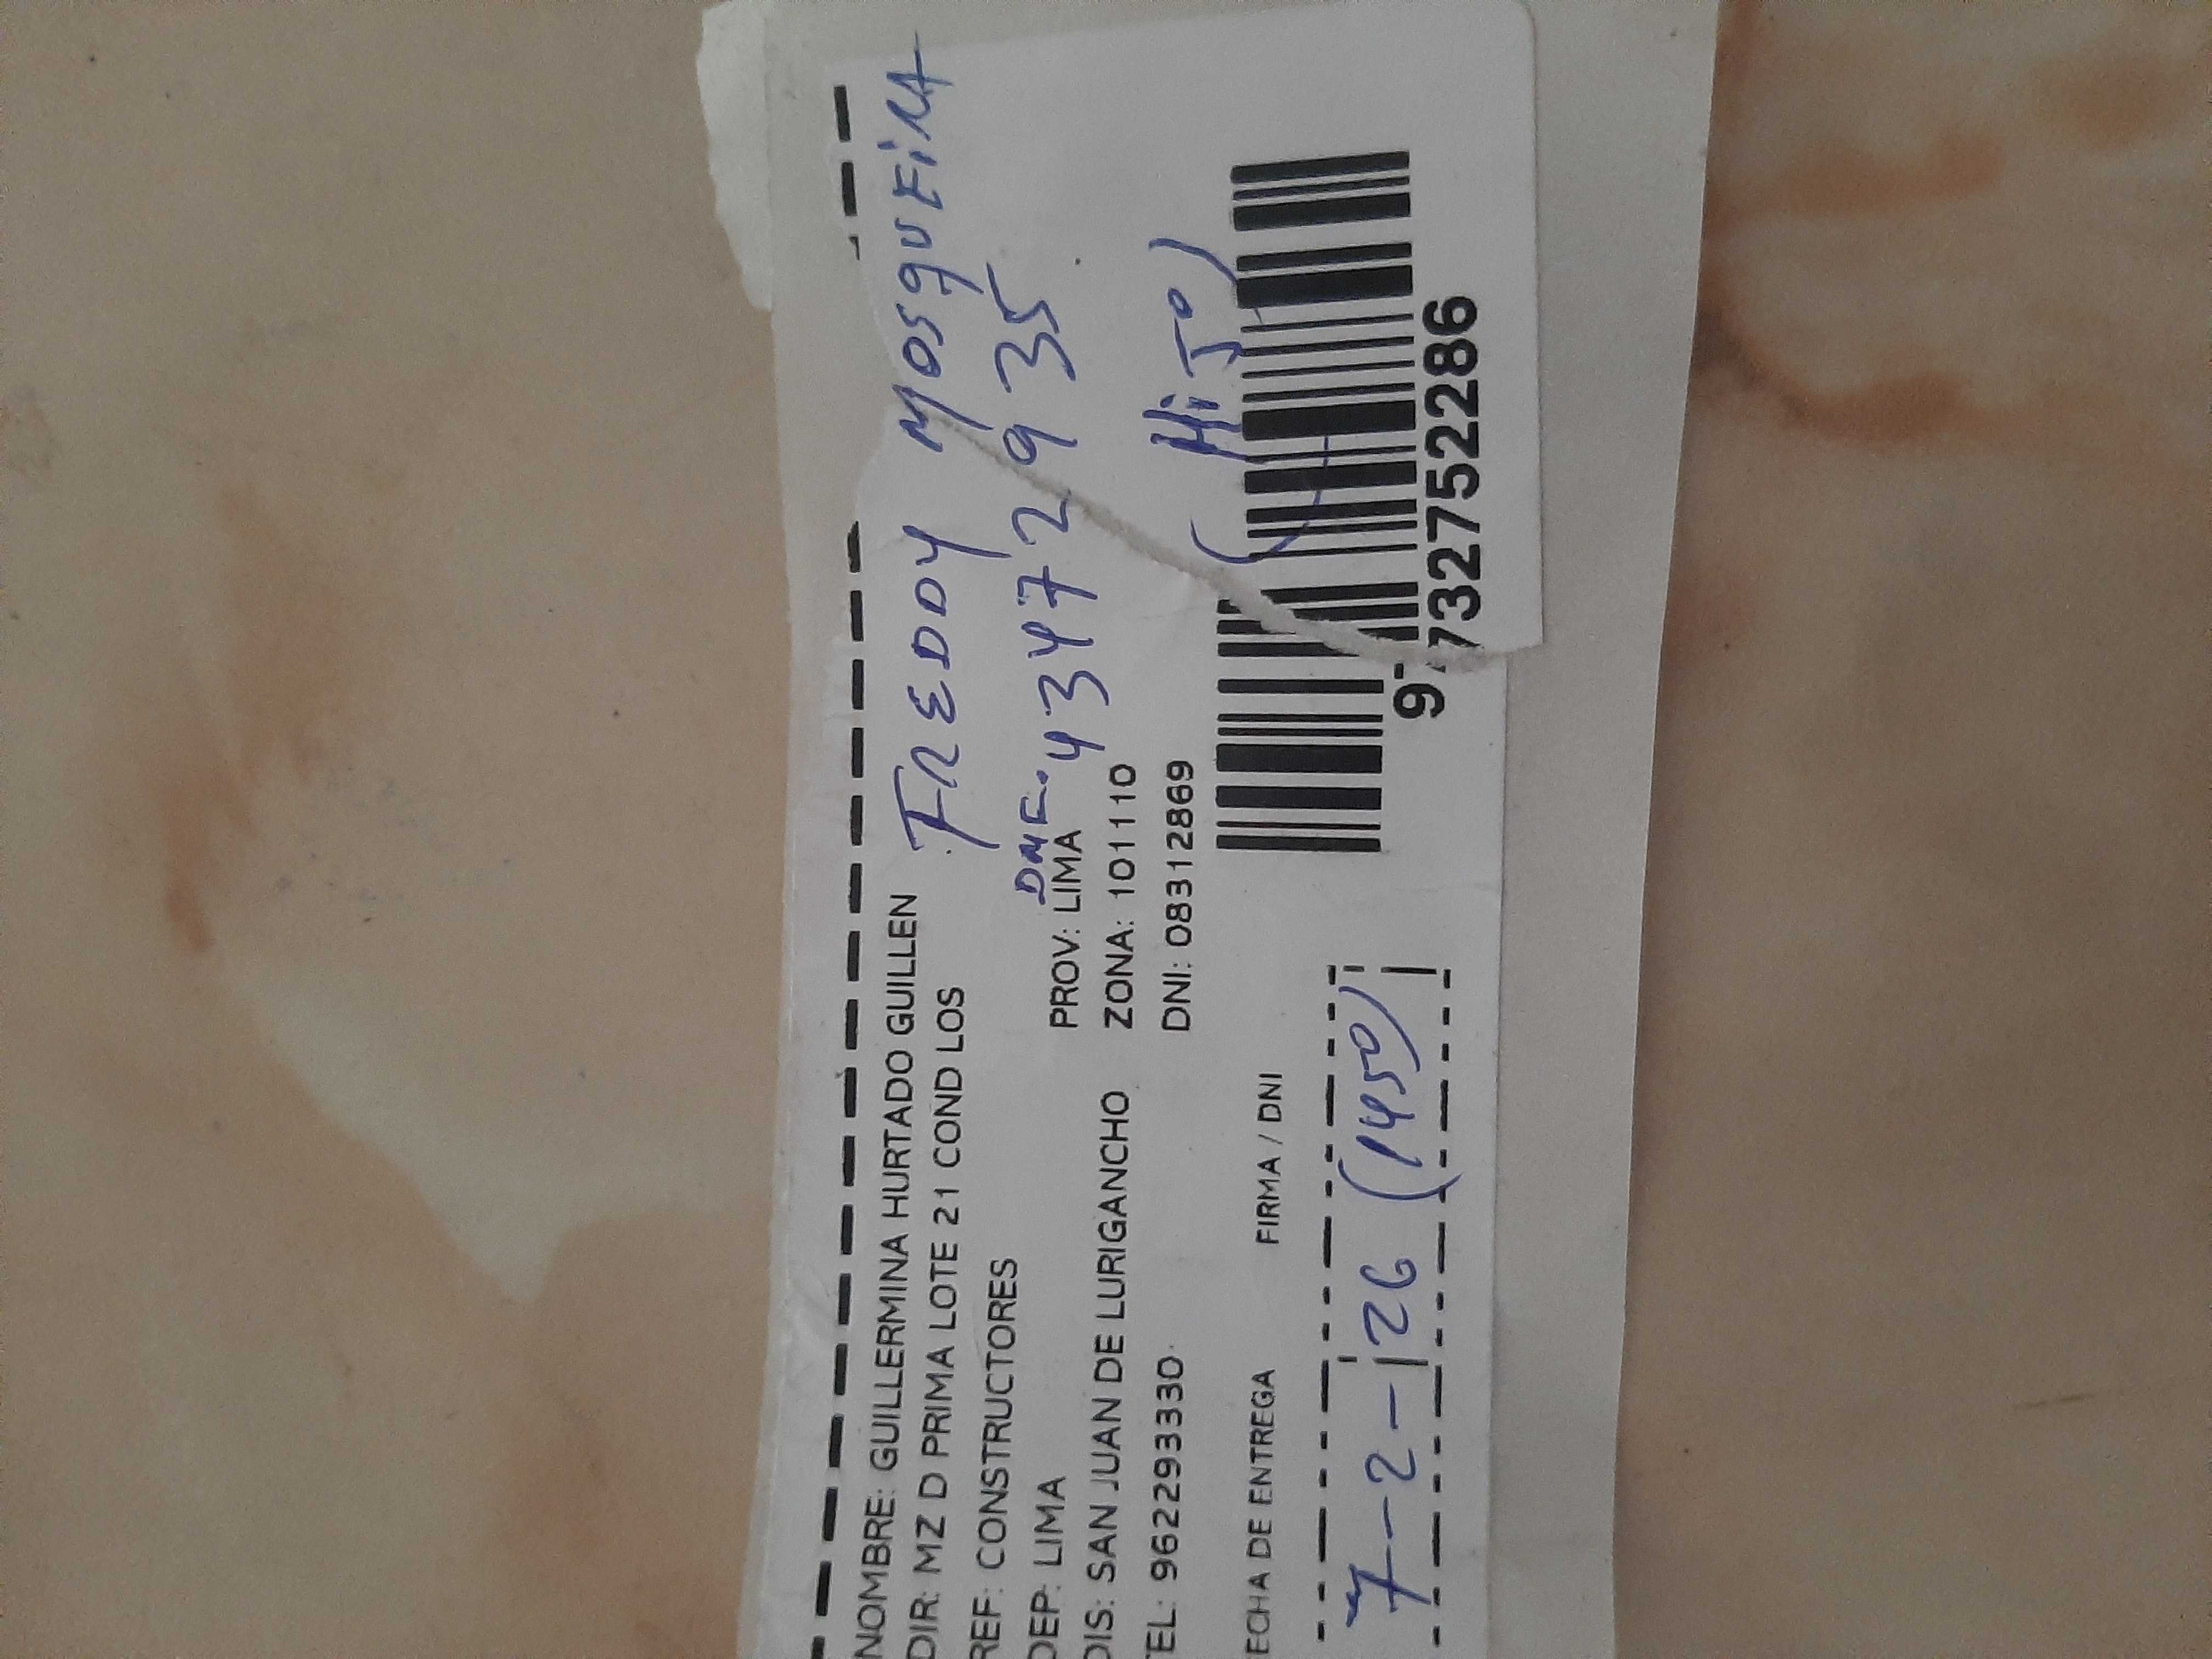 NOMBRE: GUILLERMINA HURTADO GUILLEN
FREDDY MOSQUEIRA
DIR: MZ D PRIMA LOTE 21 COND LOS
REF: CONSTRUCTORES
43472935
DEP: LIMA PROV: LIMA
DIS: SAN JUAN DE LURIGANCHO ZONA: 101110
TEL: 962293330 DNI: 08312869
(HiJo)
ECHA DE ENTREGA FIRMA / DNI
7-2-26 (1450)
9732752286